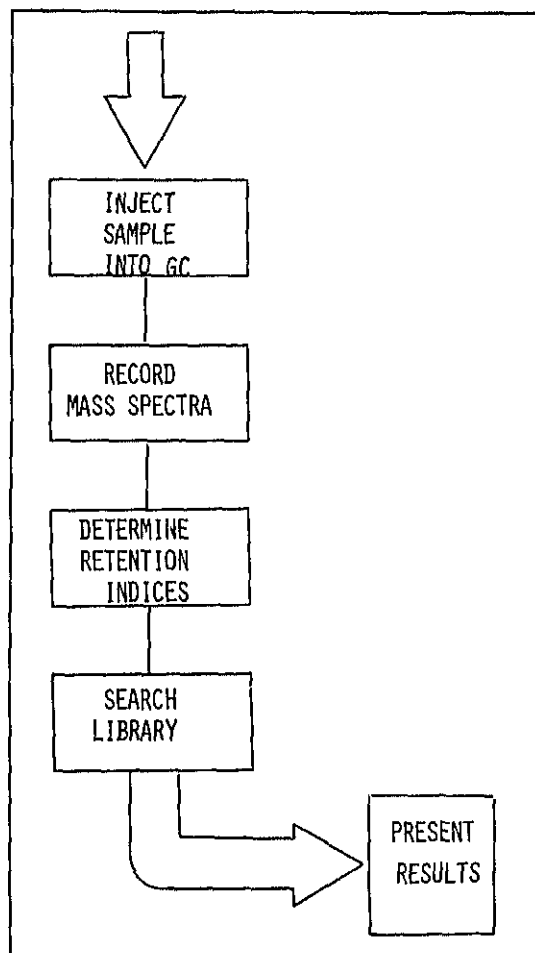 INJECT
SAMPLE
INTO GC
RECORD
MASS SPECTRA
DETERMINE
RETENTION
INDICES
SEARCH
LIBRARY
PRESENT
RESULTS